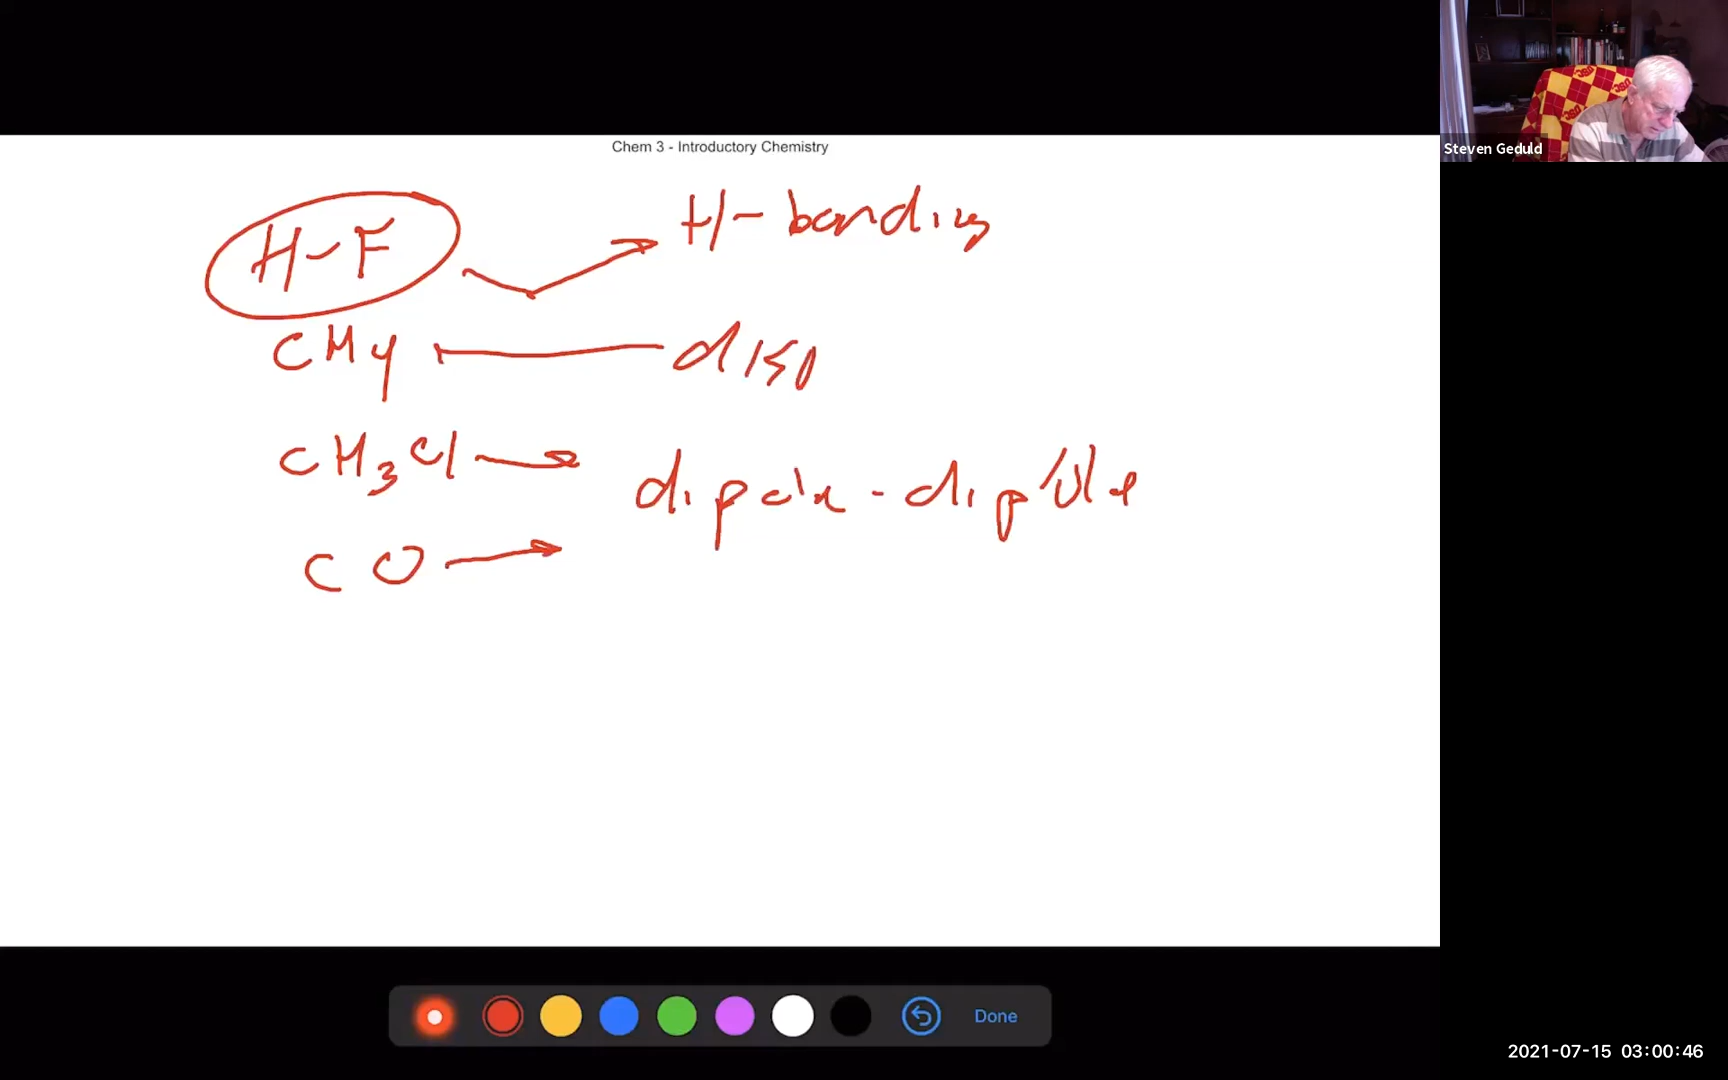 Chem 3 - Introductory Chemistry
H-F H-bonding
CH4 disp
CH3Cl dipole-dipole
CO
Steven Geduld
Done
2021-07-15 03:00:46